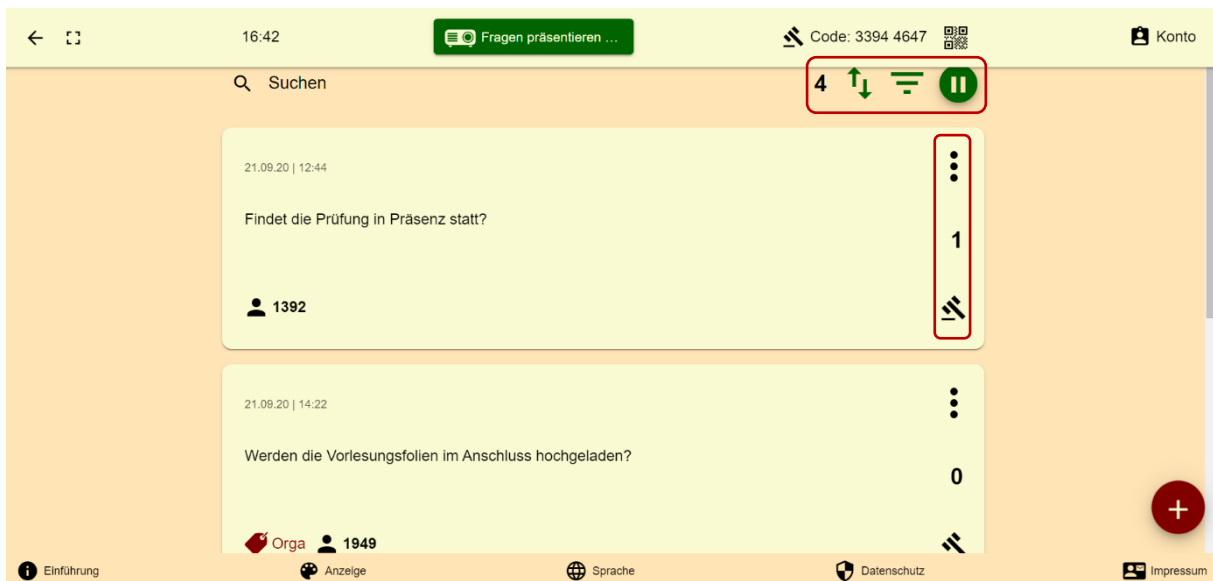 16:42
Fragen präsentieren ...
Code: 3394 4647
Konto
Suchen
4
21.09.20 | 12:44
Findet die Prüfung in Präsenz statt?
1
1392
21.09.20 | 14:22
Werden die Vorlesungsfolien im Anschluss hochgeladen?
0
Orga 1949
Einführung
Anzeige
Sprache
Datenschutz
Impressum